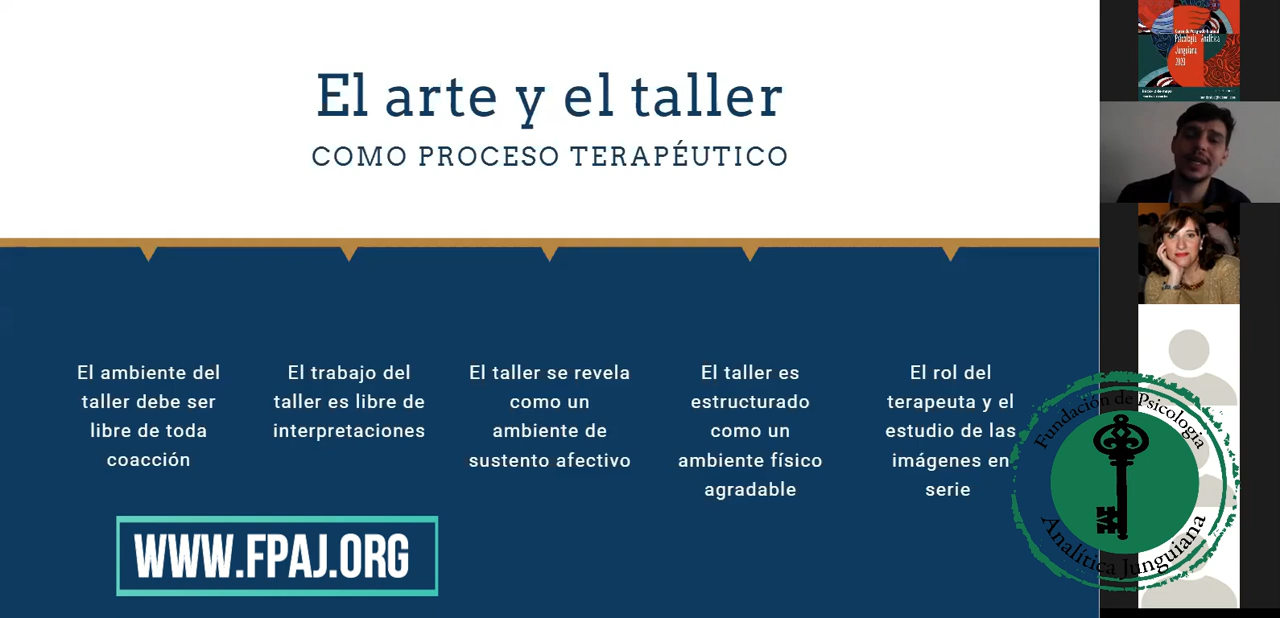 El arte y el taller
COMO PROCESO TERAPÉUTICO
El ambiente del
taller debe ser
libre de toda
coacción
El trabajo del
taller es libre de
interpretaciones
El taller se revela
como un
ambiente de
sustento afectivo
El taller es
estructurado
como un
ambiente físico
agradable
El rol del
terapeuta y el
estudio de las
imágenes en
serie
WWW.FPAJ.ORG
Psicología Analítica
Junguiana
Fundación de Psicología
Analítica Junguiana